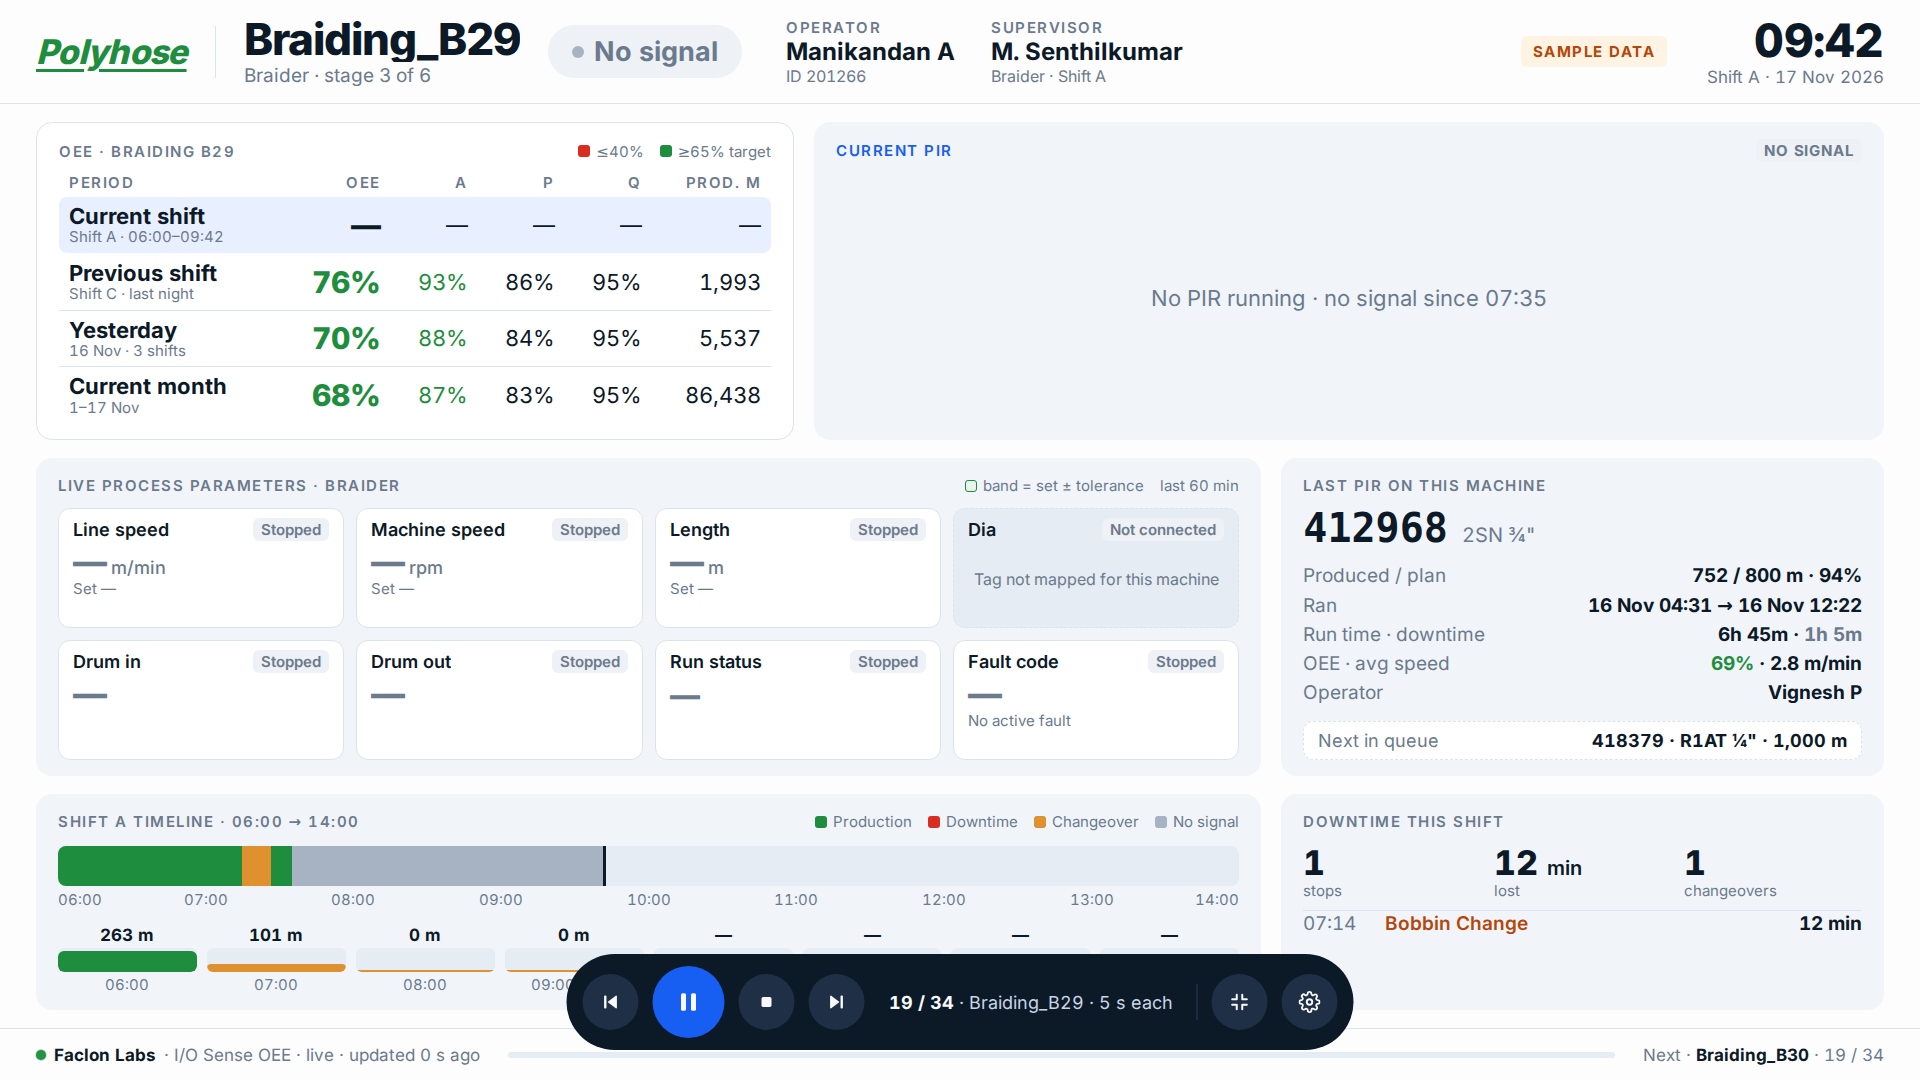 Polyhose
Braiding_B29
Braider · stage 3 of 6
No signal
OPERATOR
Manikandan A
ID 201266
SUPERVISOR
M. Senthilkumar
Braider · Shift A
SAMPLE DATA
09:42
Shift A · 17 Nov 2026
OEE · BRAIDING B29
≤40% ≥65% target
PERIOD OEE A P Q PROD. M
Current shift — — — — —
Shift A · 06:00–09:42
Previous shift 76% 93% 86% 95% 1,993
Shift C · last night
Yesterday 70% 88% 84% 95% 5,537
16 Nov · 3 shifts
Current month 68% 87% 83% 95% 86,438
1–17 Nov
CURRENT PIR
NO SIGNAL
No PIR running · no signal since 07:35
LIVE PROCESS PARAMETERS · BRAIDER
band = set ± tolerance last 60 min
Line speed Stopped
— m/min
Set —
Machine speed Stopped
— rpm
Set —
Length Stopped
— m
Set —
Dia Not connected
Tag not mapped for this machine
Drum in Stopped
—
Drum out Stopped
—
Run status Stopped
—
Fault code Stopped
—
No active fault
LAST PIR ON THIS MACHINE
412968 2SN ¾"
Produced / plan 752 / 800 m · 94%
Ran 16 Nov 04:31 → 16 Nov 12:22
Run time · downtime 6h 45m · 1h 5m
OEE · avg speed 69% · 2.8 m/min
Operator Vignesh P
Next in queue 418379 · R1AT ¼" · 1,000 m
SHIFT A TIMELINE · 06:00 → 14:00
Production Downtime Changeover No signal
06:00 07:00 08:00 09:00 10:00 11:00 12:00 13:00 14:00
263 m 101 m 0 m 0 m — — — —
06:00 07:00 08:00 09:00
DOWNTIME THIS SHIFT
1 12 min 1
stops lost changeovers
07:14 Bobbin Change 12 min
19 / 34 · Braiding_B29 · 5 s each
Faclon Labs · I/O Sense OEE · live · updated 0 s ago
Next · Braiding_B30 · 19 / 34